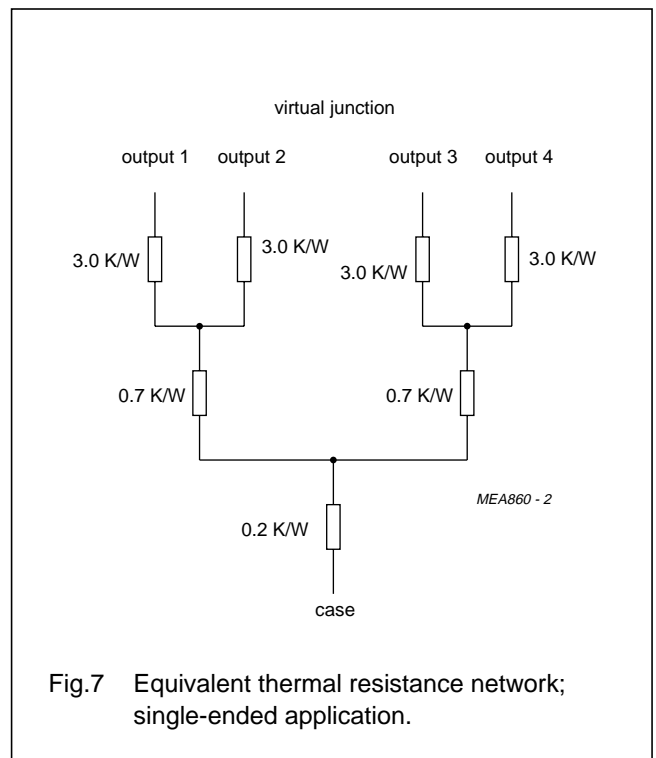 virtual junction
output 1 output 2 output 3 output 4
3.0 K/W 3.0 K/W 3.0 K/W 3.0 K/W
0.7 K/W 0.7 K/W
MEA860 - 2
0.2 K/W
case
Fig.7 Equivalent thermal resistance network;
single-ended application.